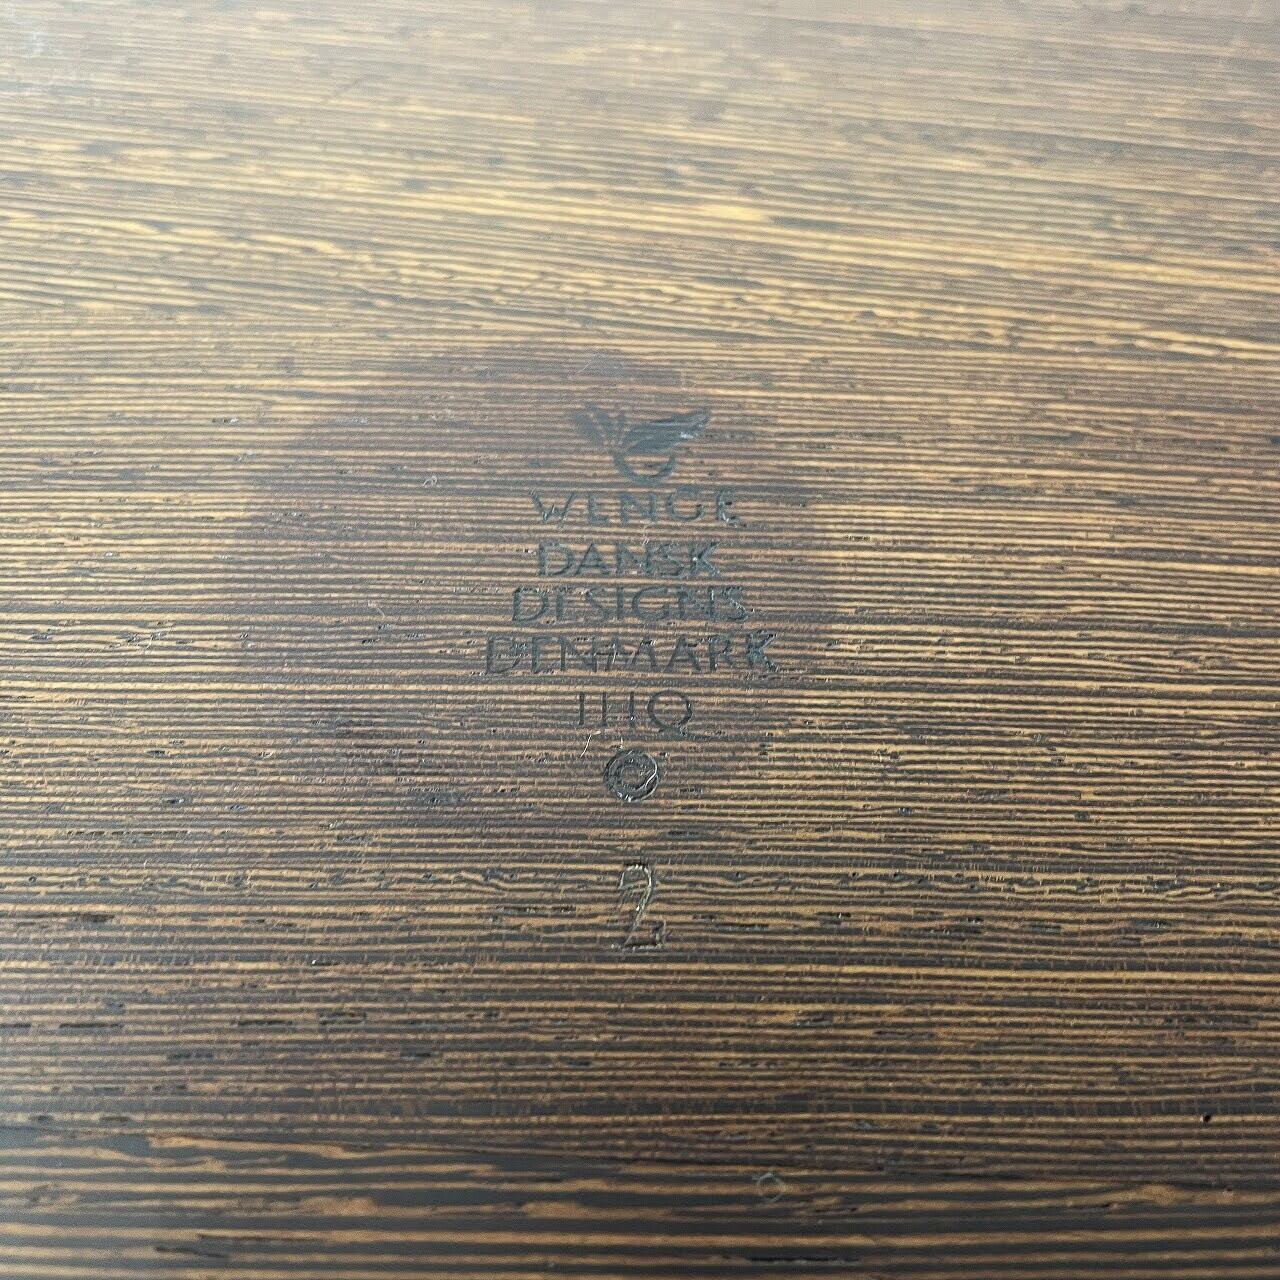 WENGE
DANSK
DESIGNS
DENMARK
IHQ
©
2